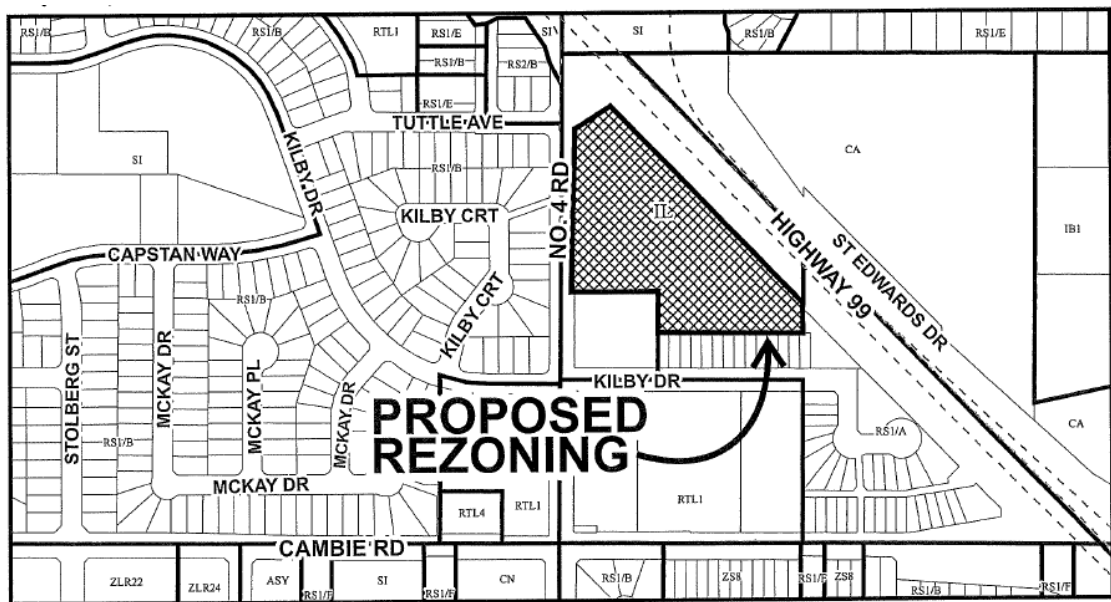 RS1/B
RS1/B
RTL1
RS1/E
SI
SI
RS1/B
RS1/E
RS1/B
RS2/B
RS1/E
TUTTLE AVE
CA
SI
KILBY DR
RS1/B
NO. 4 RD
KILBY CRT
IL
HIGHWAY 99
ST EDWARDS DR
IB1
CAPSTAN WAY
RS1/B
KILBY CRT
STOLBERG ST
MCKAY DR
MCKAY PL
MCKAY DR
KILBY DR
PROPOSED
REZONING
CA
RS1/A
RS1/B
MCKAY DR
RTL4
RTL1
RTL1
CAMBIE RD
ZLR22
ZLR24
ASY
RS1/F
SI
RS1/F
CN
RS1/B
ZS8
RS1/F
ZS8
RS1/B
RS1/F